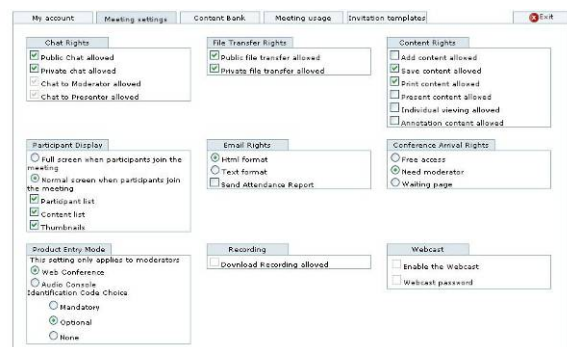 My account
Meeting settings
Content Bank
Meeting usage
Invitation templates
Exit
Chat Rights
Public Chat allowed
Private chat allowed
Chat to Moderator allowed
Chat to Presenter allowed
File Transfer Rights
Public file transfer allowed
Private file transfer allowed
Content Rights
Add content allowed
Save content allowed
Print content allowed
Present content allowed
Individual viewing allowed
Annotation content allowed
Participant Display
Full screen when participants join the
meeting
Normal screen when participants join
the meeting
Participant list
Content list
Thumbnails
Email Rights
Html format
Text format
Send Attendance Report
Conference Arrival Rights
Free access
Need moderator
Waiting page
Product Entry Mode
This setting only applies to moderators
Web Conference
Audio Console
Identification Code Choice
Mandatory
Optional
None
Recording
Download Recording allowed
Webcast
Enable the Webcast
Webcast password